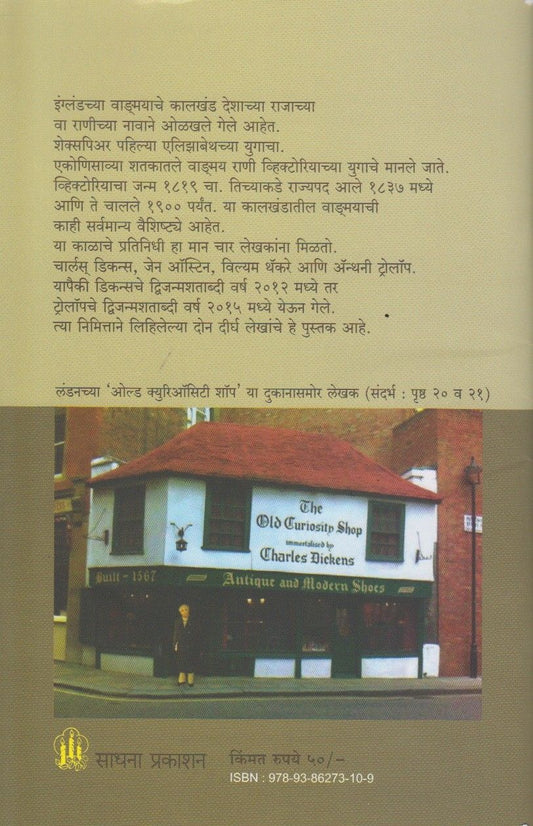 इंग्लंडच्या वाङ्मयाचे कालखंड देशाच्या राजाच्या
वा राणीच्या नावाने ओळखले गेले आहेत.
शेक्सपिअर पहिल्या एलिझाबेथच्या युगाचा.
एकोणिसाव्या शतकातले वाङ्मय राणी व्हिक्टोरियाच्या युगाचे मानले जाते.
व्हिक्टोरियाचा जन्म १८१९ चा. तिच्याकडे राज्यपद आले १८३७ मध्ये
आणि ते चालले १९०० पर्यंत. या कालखंडातील वाङ्मयाची
काही सर्वमान्य वैशिष्ट्ये आहेत.
या काळाचे प्रतिनिधी हा मान चार लेखकांना मिळतो.
चार्लस् डिकन्स, जेन ऑस्टिन, विल्यम थॅकरे आणि ॲन्थनी ट्रोलॉप.
यापैकी डिकन्सचे द्विजन्मशताब्दी वर्ष २०१२ मध्ये तर
ट्रोलॉपचे द्विजन्मशताब्दी वर्ष २०१५ मध्ये येऊन गेले.
त्या निमित्ताने लिहिलेल्या दोन दीर्घ लेखांचे हे पुस्तक आहे.
लंडनच्या ‘ओल्ड क्युरिऑसिटी शॉप’ या दुकानासमोर लेखक (संदर्भ : पृष्ठ २० व २१)
The
Old Curiosity Shop
immortalised by
Charles Dickens
Built - 1567 Antique and Modern Shoes
साधना प्रकाशन किंमत रुपये ५०/-
ISBN : 978-93-86273-10-9